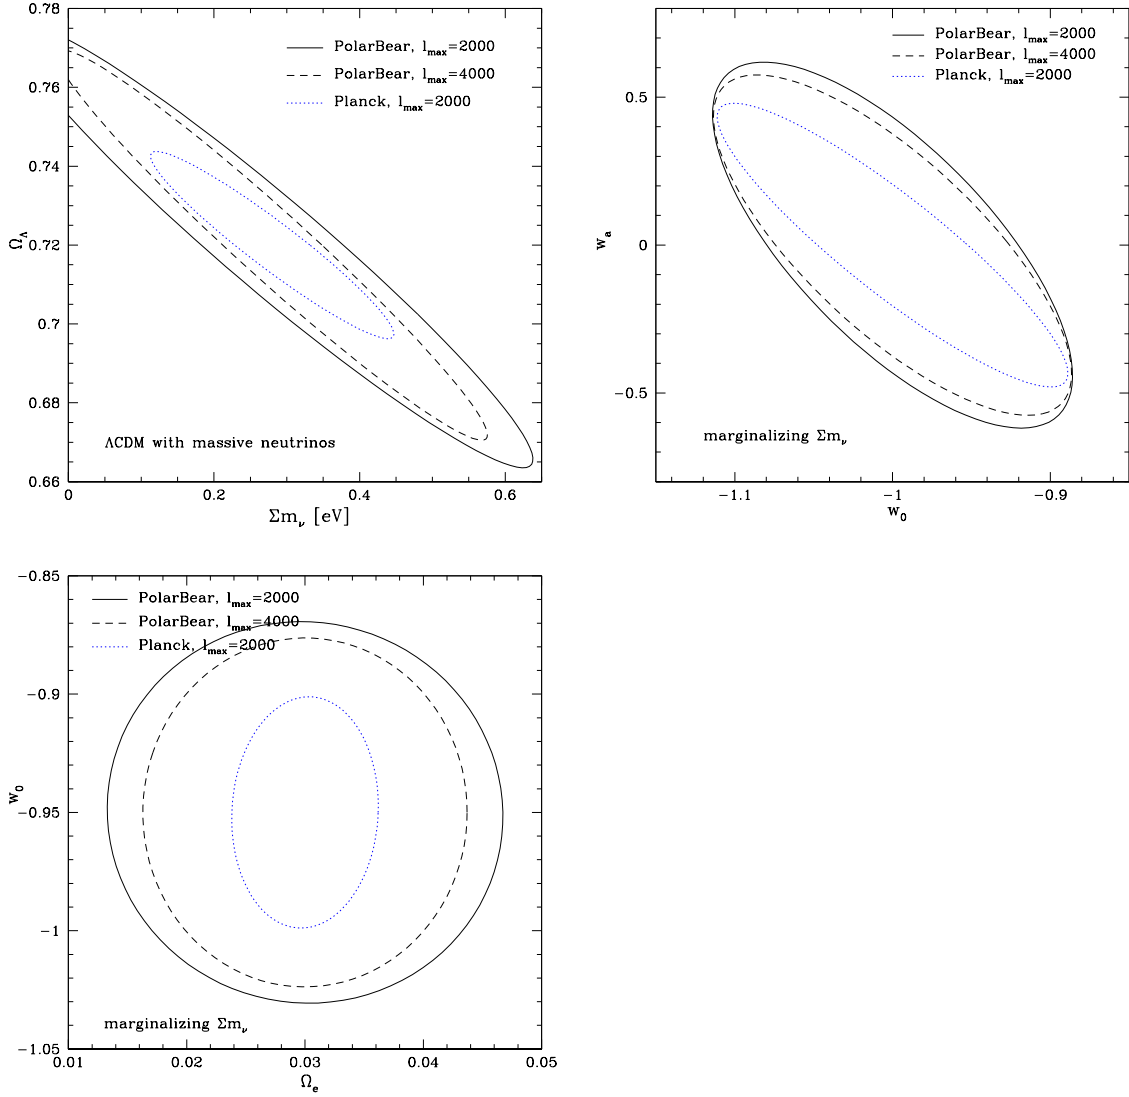 0.78
0.76
0.74
0.72
0.7
0.68
0.66
Ω_Λ
PolarBear, l_max=2000
PolarBear, l_max=4000
Planck, l_max=2000
ΛCDM with massive neutrinos
0 0.2 0.4 0.6
Σm_ν [eV]
0.5
0
−0.5
w_a
PolarBear, l_max=2000
PolarBear, l_max=4000
Planck, l_max=2000
marginalizing Σm_ν
−1.1 −1 −0.9
w_0
−0.85
−0.9
−0.95
−1
−1.05
w_0
PolarBear, l_max=2000
PolarBear, l_max=4000
Planck, l_max=2000
marginalizing Σm_ν
0.01 0.02 0.03 0.04 0.05
Ω_e